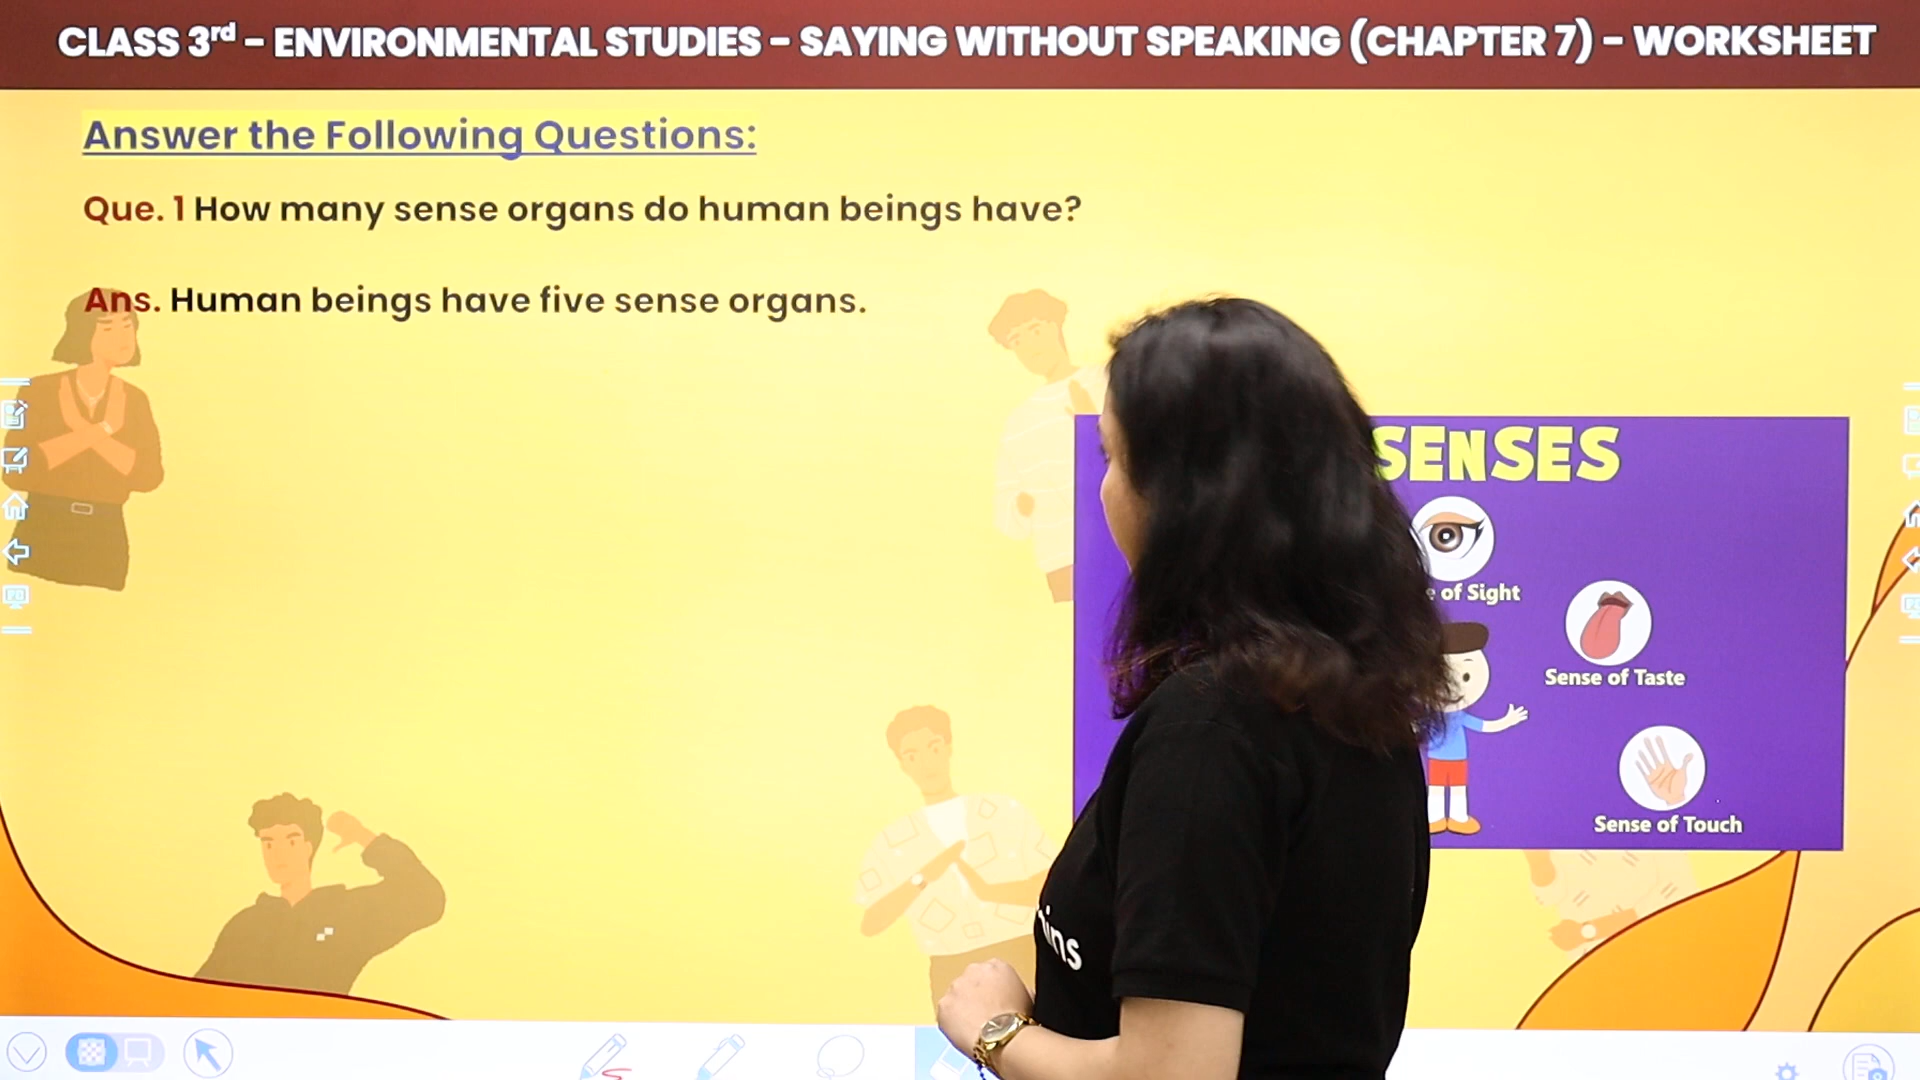 CLASS 3rd - ENVIRONMENTAL STUDIES - SAYING WITHOUT SPEAKING (CHAPTER 7) - WORKSHEET
Answer the Following Questions:
Que. 1 How many sense organs do human beings have?
Ans. Human beings have five sense organs.
SENSES
of Sight
Sense of Taste
Sense of Touch